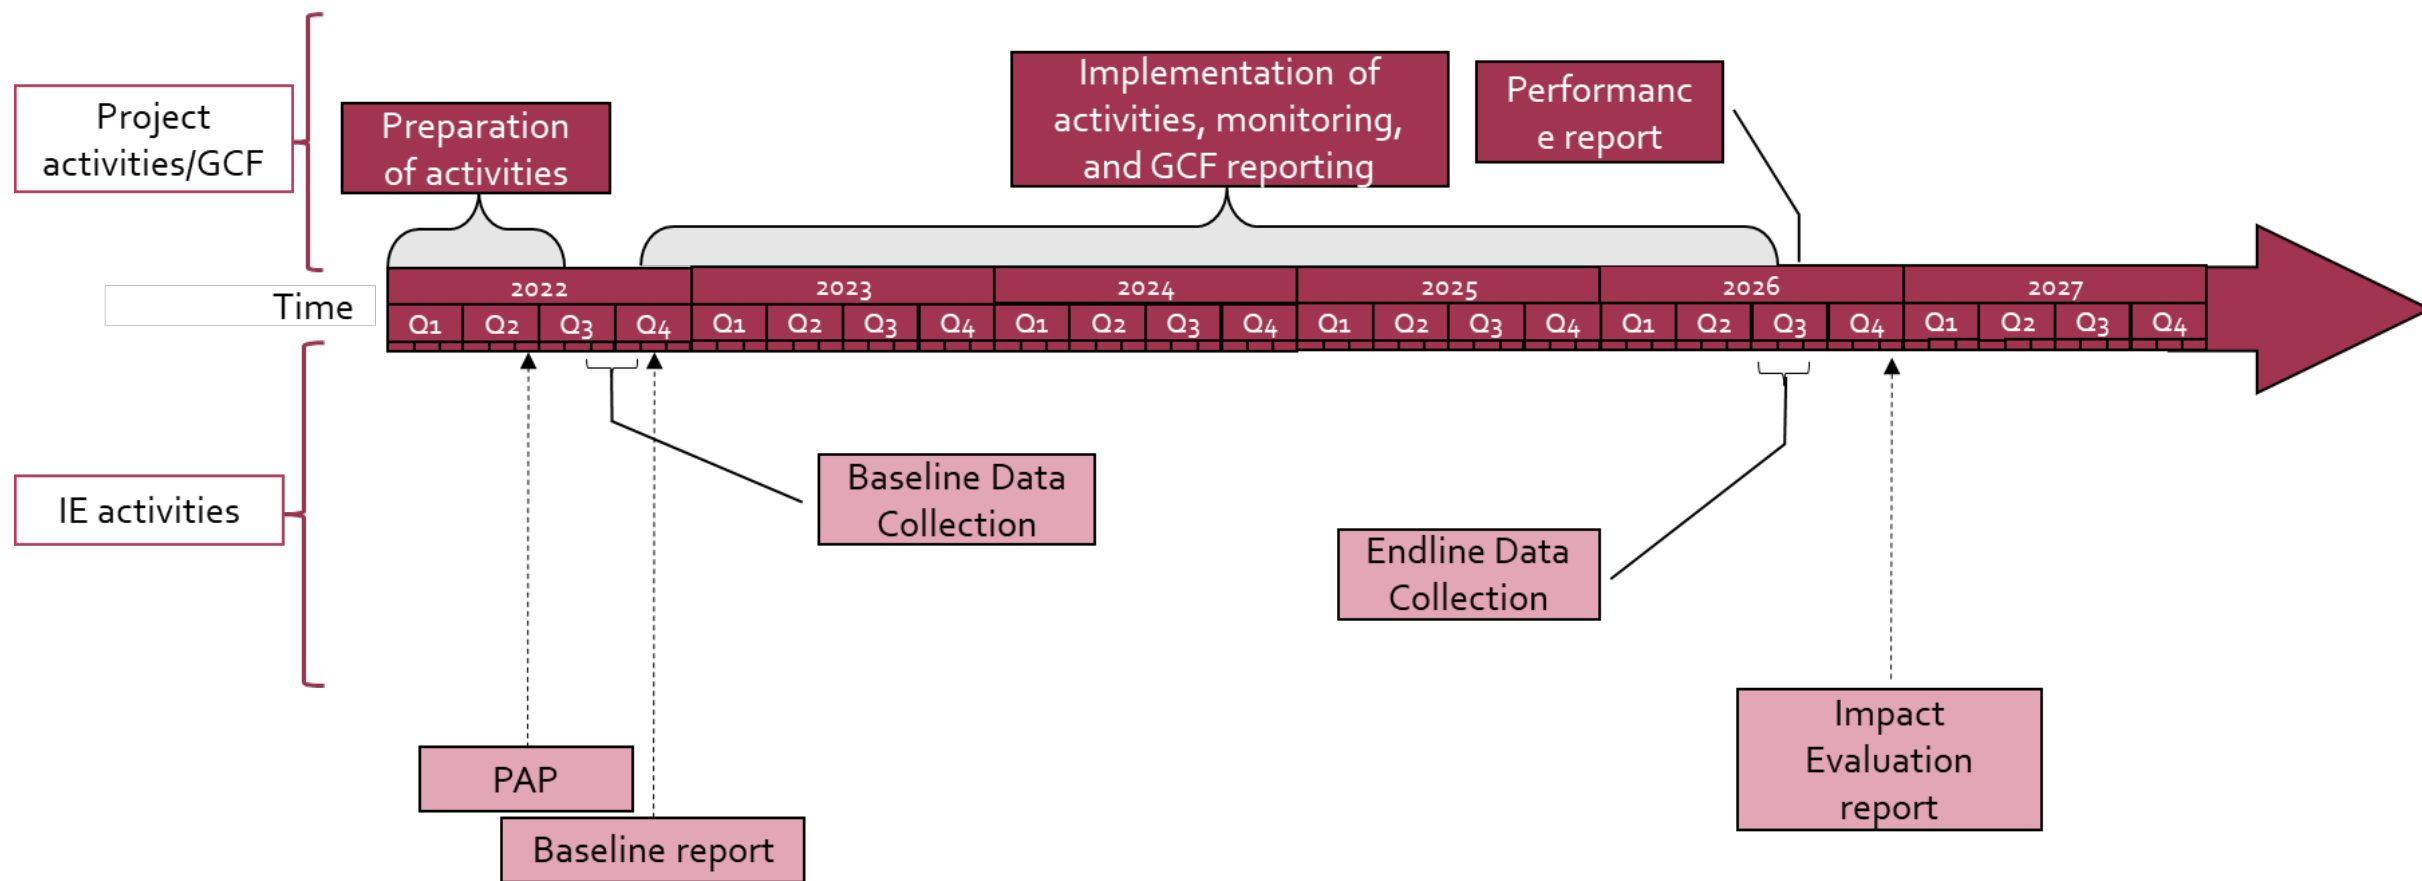 Project
activities/GCF
Preparation
of activities
Implementation of
activities, monitoring,
and GCF reporting
Performanc
e report
Time
2022 2023 2024 2025 2026 2027
Q1 Q2 Q3 Q4 Q1 Q2 Q3 Q4 Q1 Q2 Q3 Q4 Q1 Q2 Q3 Q4 Q1 Q2 Q3 Q4 Q1 Q2 Q3 Q4
IE activities
Baseline Data
Collection
Endline Data
Collection
PAP
Baseline report
Impact
Evaluation
report